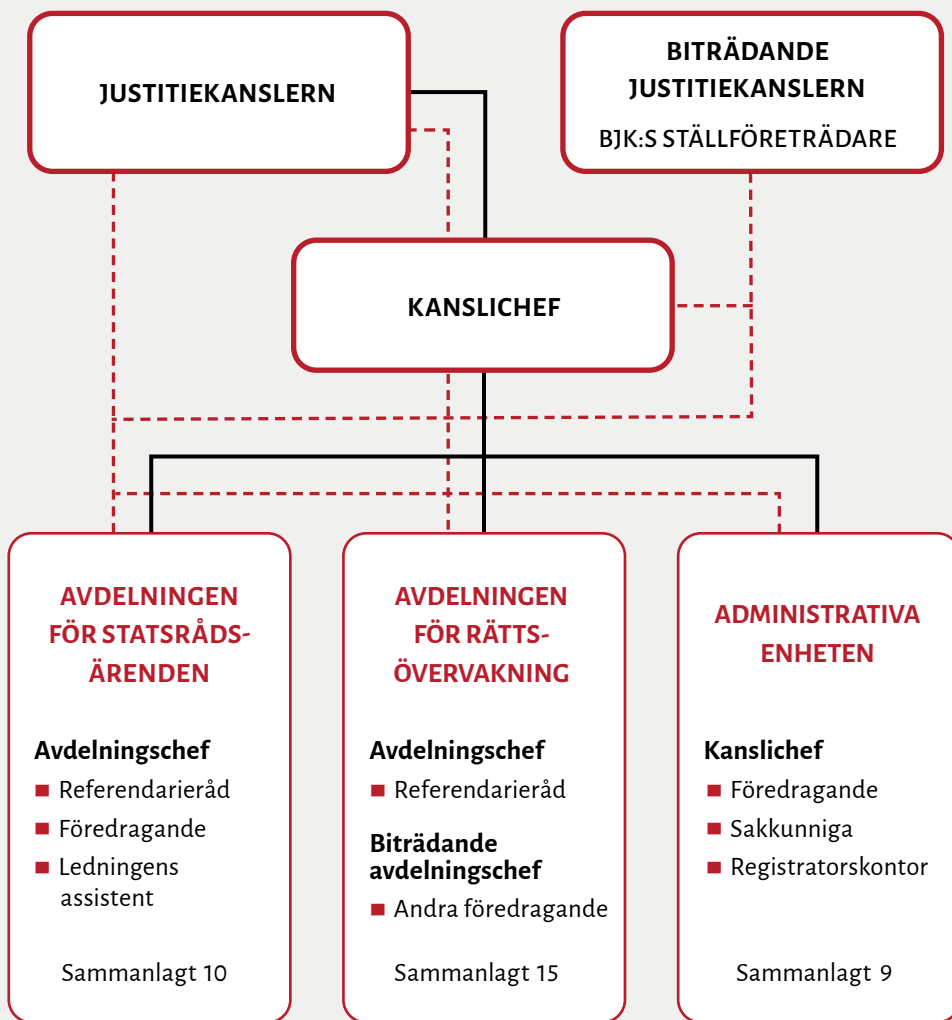 JUSTITIEKANSLERN
BITRÄDANDE
JUSTITIEKANSLERN
BJK:S STÄLLFÖRETRÄDARE
KANSLICHEF
AVDELNINGEN
FÖR STATSRÅDS-
ÄRENDEN
Avdelningschef
Referendarieråd
Föredragande
Ledningens
assistent
Sammanlagt 10
AVDELNINGEN
FÖR RÄTTS-
ÖVERVAKNING
Avdelningschef
Referendarieråd
Biträdande
avdelningschef
Andra föredragande
Sammanlagt 15
ADMINISTRATIVA
ENHETEN
Kanslichef
Föredragande
Sakkunniga
Registratorskontor
Sammanlagt 9